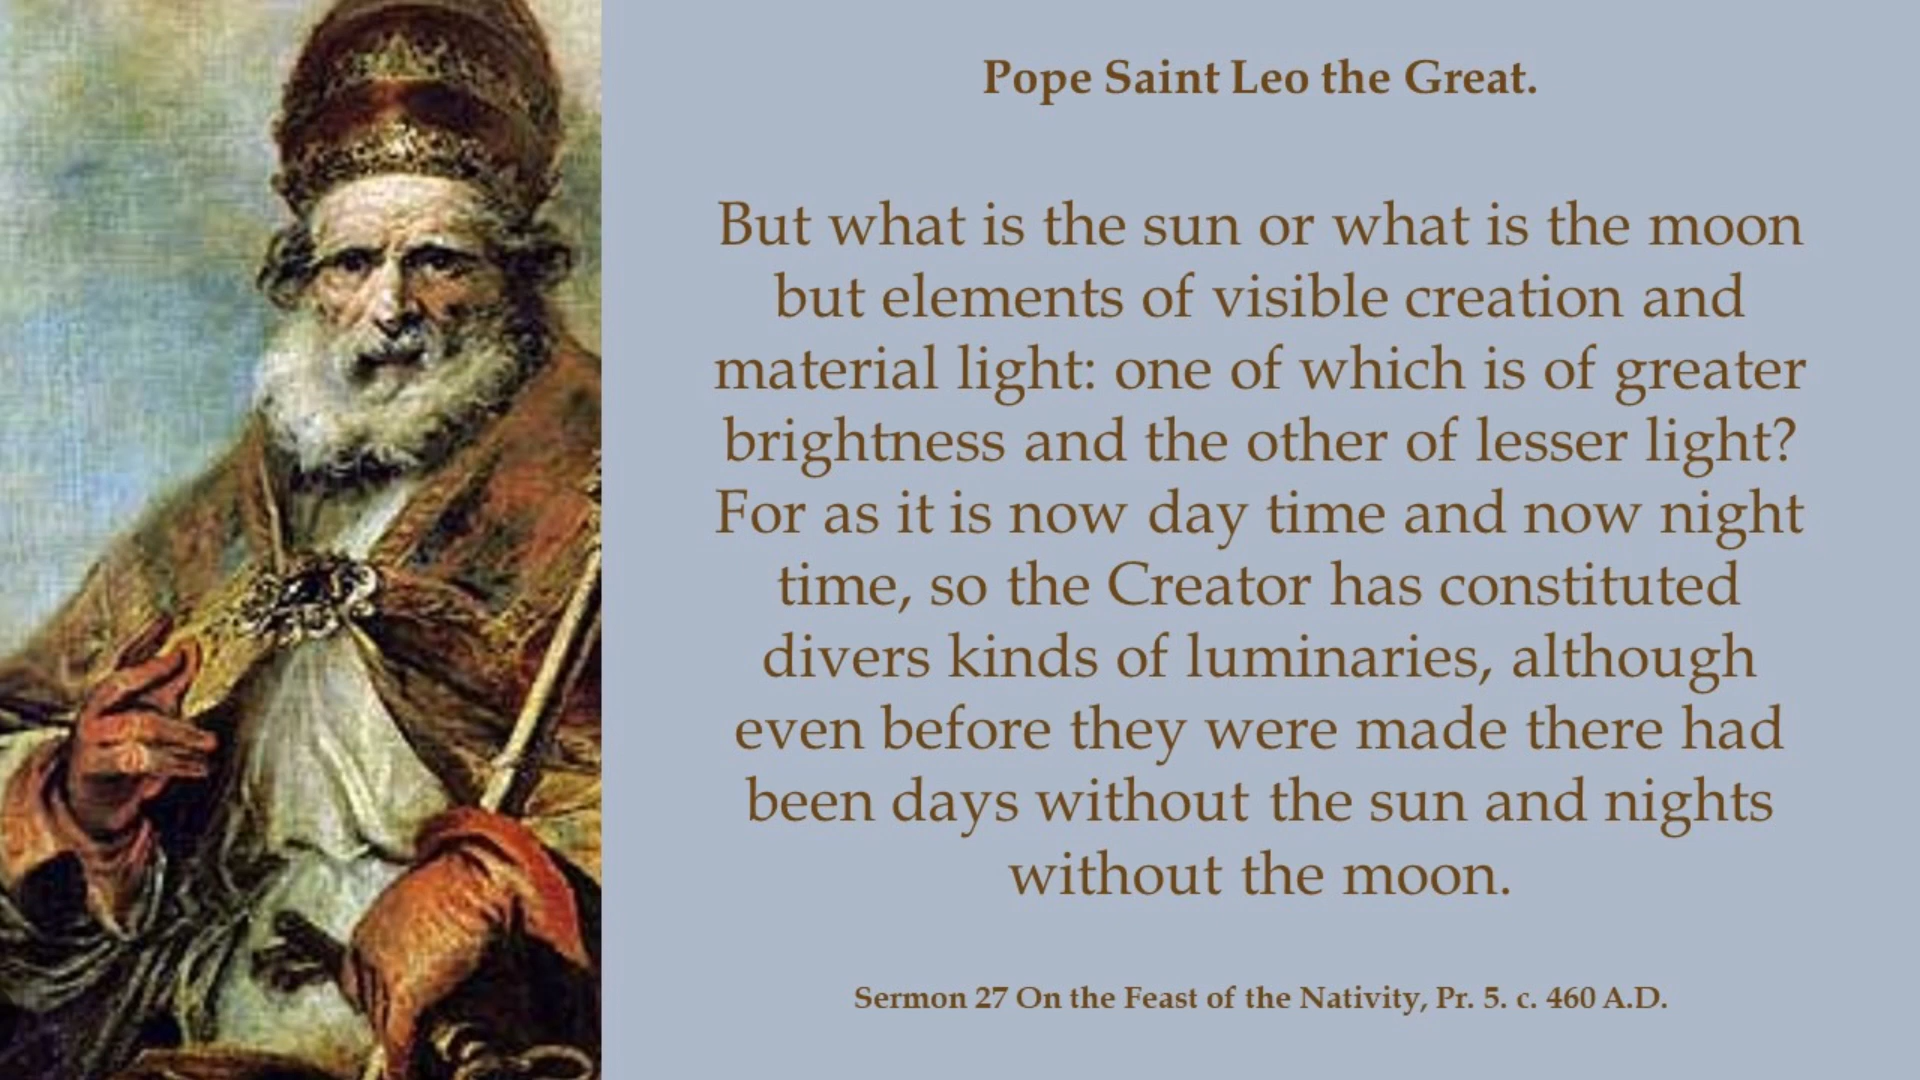 Pope Saint Leo the Great.
But what is the sun or what is the moon
but elements of visible creation and
material light: one of which is of greater
brightness and the other of lesser light?
For as it is now day time and now night
time, so the Creator has constituted
divers kinds of luminaries, although
even before they were made there had
been days without the sun and nights
without the moon.
Sermon 27 On the Feast of the Nativity, Pr. 5. c. 460 A.D.